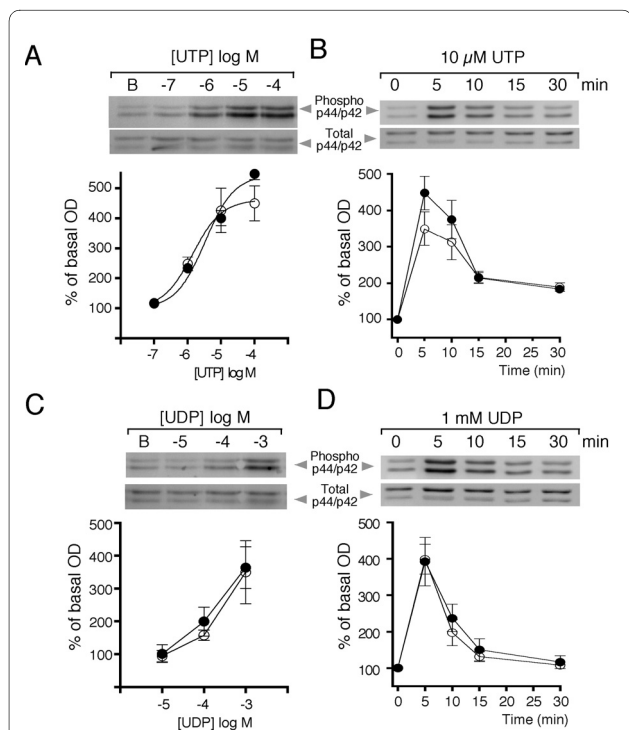 A
[UTP] log M
B -7 -6 -5 -4
B
10 µM UTP
0 5 10 15 30 min
Phospho
p44/p42
Total
p44/p42
% of basal OD
500
400
300
200
100
-7 -6 -5 -4
[UTP] log M
% of basal OD
500
400
300
200
100
0 5 10 15 20 25 30
Time (min)
C
[UDP] log M
B -5 -4 -3
D
1 mM UDP
0 5 10 15 30 min
Phospho
p44/p42
Total
p44/p42
% of basal OD
500
400
300
200
100
0
-5 -4 -3
[UDP] log M
% of basal OD
500
400
300
200
100
0 5 10 15 20 25 30
Time (min)